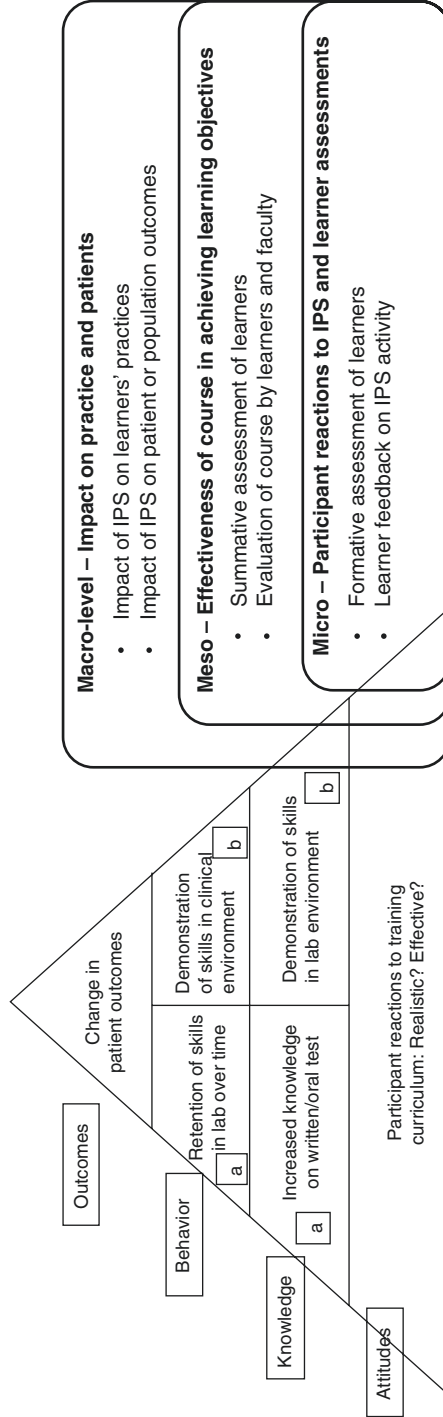 Outcomes
Change in
patient outcomes
Behavior
Retention of skills
in lab over time
a
Demonstration
of skills in clinical
environment
b
Knowledge
Increased knowledge
on written/oral test
a
Demonstration of skills
in lab environment
b
Attitudes
Participant reactions to training
curriculum: Realistic? Effective?
Macro-level – Impact on practice and patients
• Impact of IPS on learners’ practices
• Impact of IPS on patient or population outcomes
Meso – Effectiveness of course in achieving learning objectives
• Summative assessment of learners
• Evaluation of course by learners and faculty
Micro – Participant reactions to IPS and learner assessments
• Formative assessment of learners
• Learner feedback on IPS activity